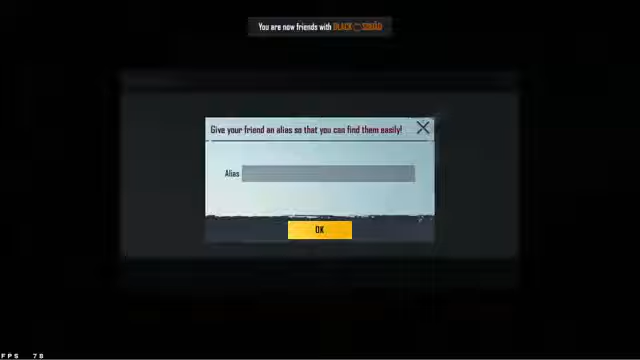 You are now friends with BLACK SQUAD
Give your friend an alias so that you can find them easily!
Alias
OK
FPS 78